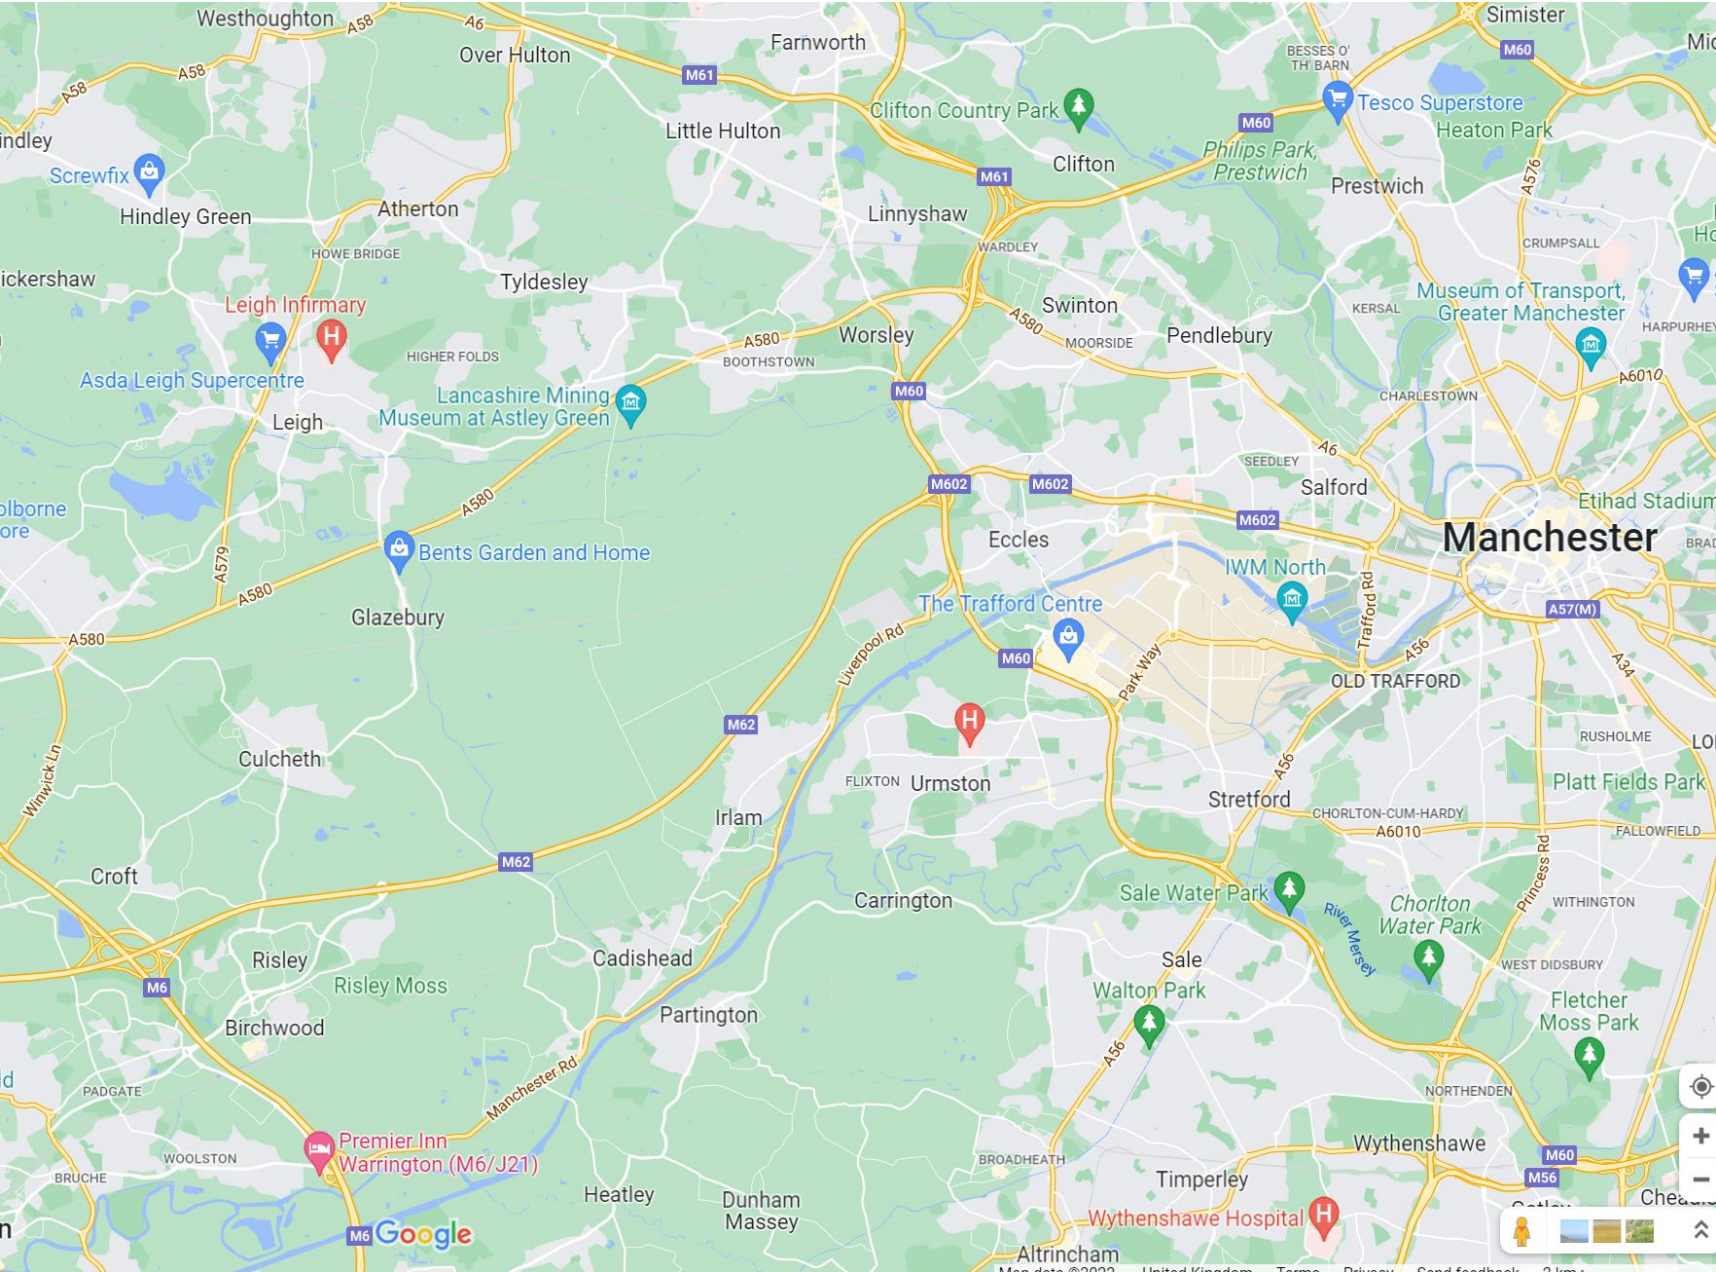 Westhoughton
A58
A6
Over Hulton
Farnworth
Simister
M60
BESSES O'
TH' BARN
A58
M61
A58
Clifton Country Park
Tesco Superstore
M60
Heaton Park
Little Hulton
Clifton
Philips Park,
Prestwich
Prestwich
A576
M61
Screwfix
Hindley Green
Atherton
Linnyshaw
WARDLEY
CRUMPSALL
HOWE BRIDGE
Tyldesley
Leigh Infirmary
Swinton
KERSAL
Museum of Transport,
Greater Manchester
A580
Worsley
A580
MOORSIDE
Pendlebury
HIGHER FOLDS
BOOTHSTOWN
Asda Leigh Supercentre
A6010
Lancashire Mining
Museum at Astley Green
M60
CHARLESTOWN
Leigh
A6
SEEDLEY
M602
M602
Salford
A580
Etihad Stadium
M602
Manchester
Eccles
Bents Garden and Home
A579
IWM North
A580
The Trafford Centre
Trafford Rd
A57(M)
Glazebury
A580
Liverpool Rd
M60
Park Way
A56
A34
OLD TRAFFORD
M62
RUSHOLME
Culcheth
FLIXTON
Urmston
A56
Platt Fields Park
Winwick Ln
Irlam
Stretford
CHORLTON-CUM-HARDY
A6010
FALLOWFIELD
M62
Croft
Carrington
Sale Water Park
Princess Rd
Chorlton
Water Park
WITHINGTON
River Mersey
Risley
Cadishead
Sale
WEST DIDSBURY
M6
Risley Moss
Walton Park
Fletcher
Moss Park
Birchwood
Partington
A56
PADGATE
Manchester Rd
NORTHENDEN
Premier Inn
Warrington (M6/J21)
Wythenshawe
WOOLSTON
BROADHEATH
M60
BRUCHE
Timperley
M56
Heatley
Dunham
Massey
Wythenshawe Hospital
M6
Google
Altrincham